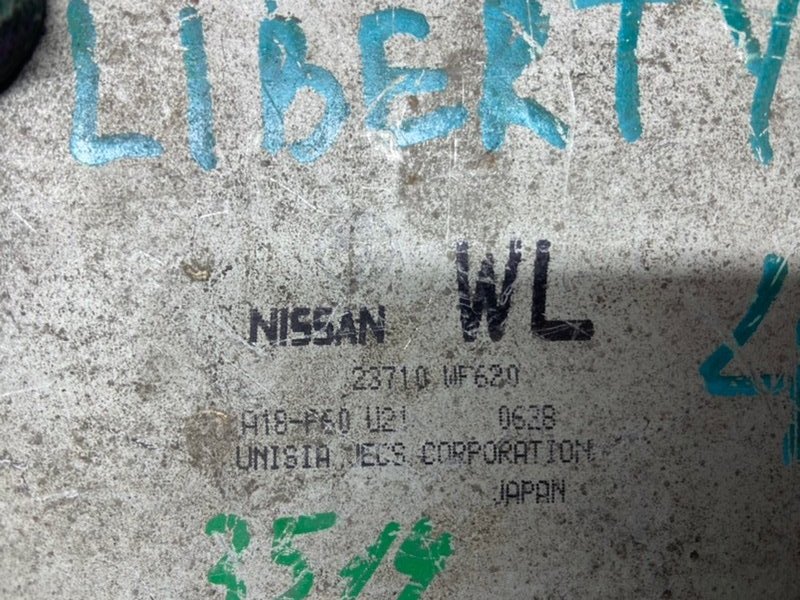 LIBERTY
NISSAN WL
23710 WF620
A18-F60 U21 0628
UNISIA JECS CORPORATION
JAPAN